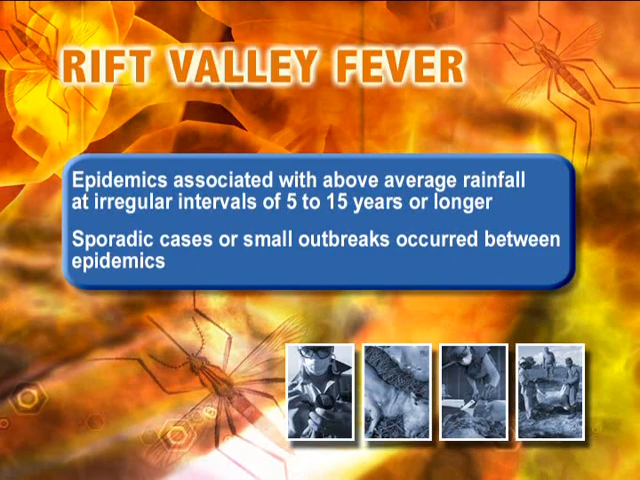 RIFT VALLEY FEVER
Epidemics associated with above average rainfall
at irregular intervals of 5 to 15 years or longer
Sporadic cases or small outbreaks occurred between
epidemics